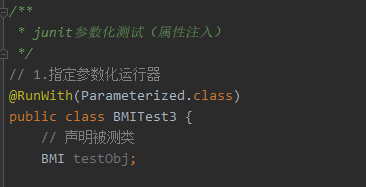 /**
* junit参数化测试（属性注入）
*/
// 1.指定参数化运行器
@RunWith(Parameterized.class)
public class BMITest3 {
// 声明被测类
BMI testObj;